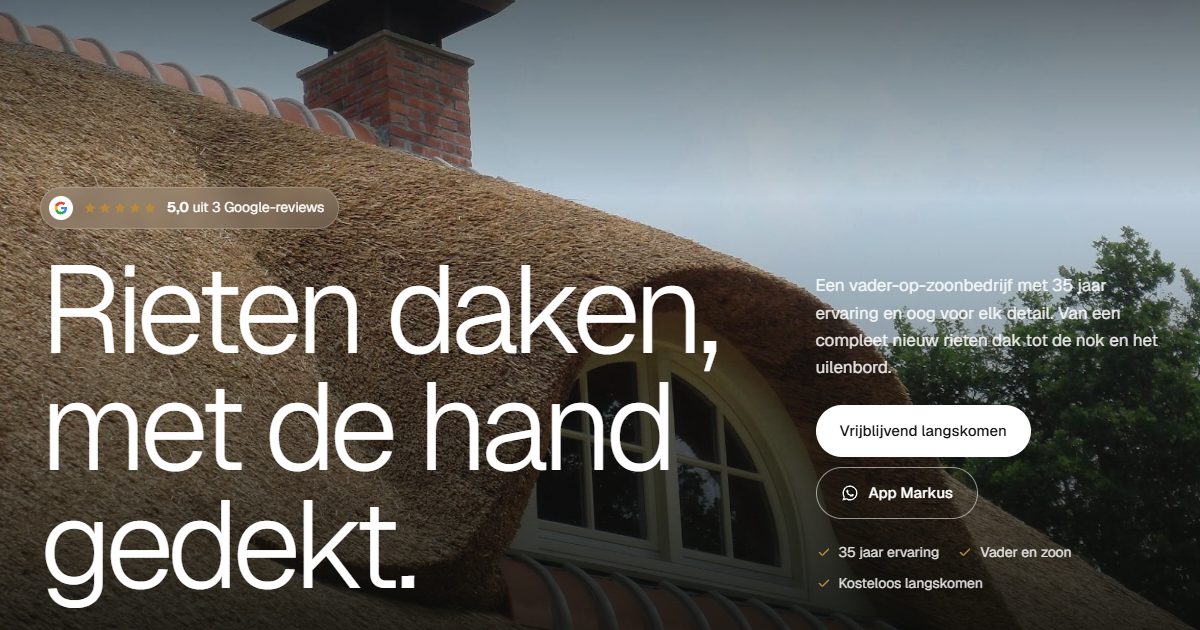 5,0 uit 3 Google-reviews
Rieten daken,
met de hand
gedekt.
Een vader-op-zoonbedrijf met 35 jaar
ervaring en oog voor elk detail. Van een
compleet nieuw rieten dak tot de nok en het
uilenbord.
Vrijblijvend langskomen
App Markus
35 jaar ervaring
Vader en zoon
Kosteloos langskomen